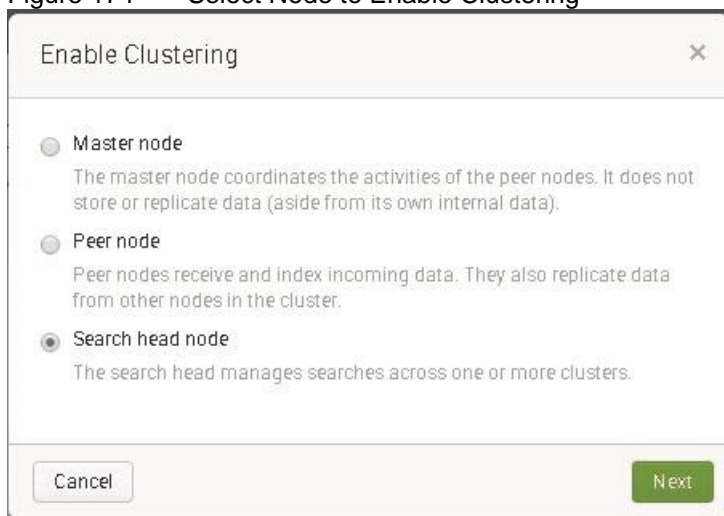 Figure 171 Select Node to Enable Clustering
Enable Clustering
×
Master node
The master node coordinates the activities of the peer nodes. It does not
store or replicate data (aside from its own internal data).
Peer node
Peer nodes receive and index incoming data. They also replicate data
from other nodes in the cluster.
Search head node
The search head manages searches across one or more clusters.
Cancel
Next